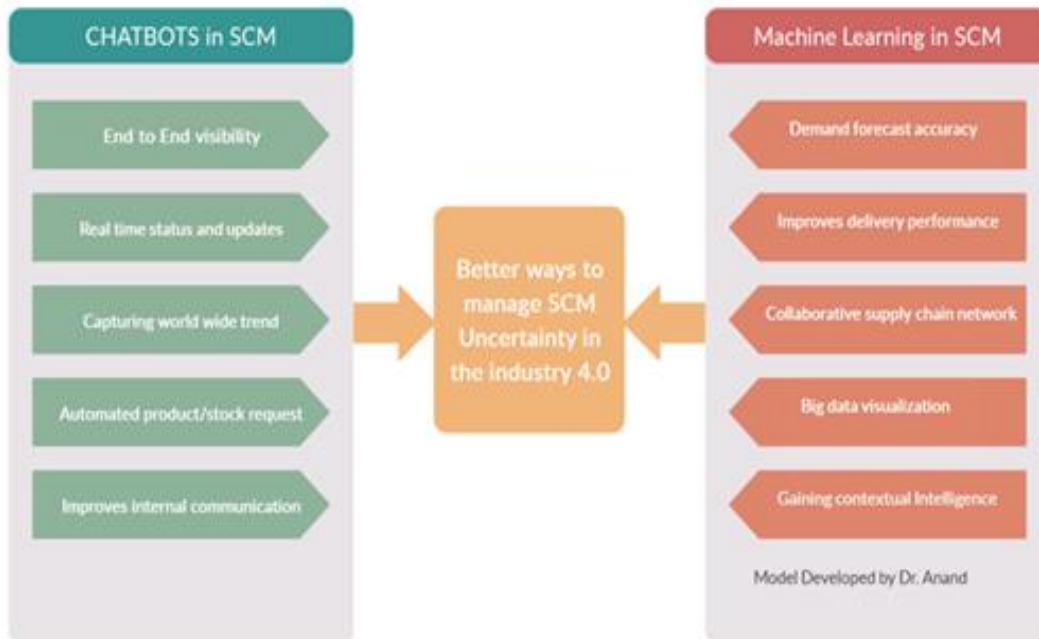 CHATBOTS in SCM
End to End visibility
Real time status and updates
Capturing world wide trend
Automated product/stock request
Improves internal communication
Better ways to
manage SCM
Uncertainty in
the industry 4.0
Machine Learning in SCM
Demand forecast accuracy
Improves delivery performance
Collaborative supply chain network
Big data visualization
Gaining contextual Intelligence
Model Developed by Dr. Anand